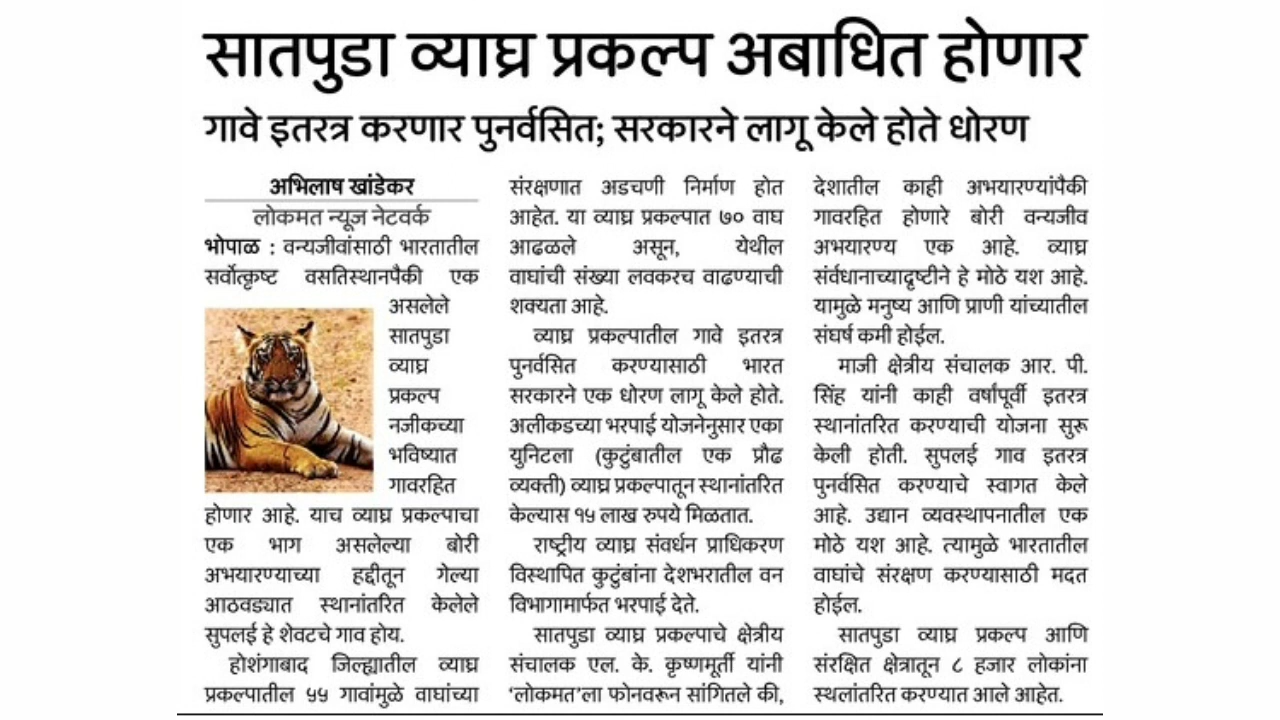 सातपुडा व्याघ्र प्रकल्प अबाधित होणार
गावे इतरत्र करणार पुनर्वसित; सरकारने लागू केले होते धोरण
अभिलाष खांडेकर
लोकमत न्यूज नेटवर्क
भोपाळ : वन्यजीवांसाठी भारतातील
सर्वोत्कृष्ट वसतिस्थानपैकी एक
असलेले
सातपुडा
व्याघ्र
प्रकल्प
नजीकच्या
भविष्यात
गावरहित
होणार आहे. याच व्याघ्र प्रकल्पाचा
एक भाग असलेल्या बोरी
अभयारण्याच्या हद्दीतून गेल्या
आठवड्यात स्थानांतरित केलेले
सुपलई हे शेवटचे गाव होय.
होशंगाबाद जिल्ह्यातील व्याघ्र
प्रकल्पातील ५५ गावांमुळे वाघांच्या
संरक्षणात अडचणी निर्माण होत
आहेत. या व्याघ्र प्रकल्पात ७० वाघ
आढळले असून, येथील
वाघांची संख्या लवकरच वाढण्याची
शक्यता आहे.
व्याघ्र प्रकल्पातील गावे इतरत्र
पुनर्वसित करण्यासाठी भारत
सरकारने एक धोरण लागू केले होते.
अलीकडच्या भरपाई योजनेनुसार एका
युनिटला (कुटुंबातील एक प्रौढ
व्यक्ती) व्याघ्र प्रकल्पातून स्थानांतरित
केल्यास १५ लाख रुपये मिळतात.
राष्ट्रीय व्याघ्र संवर्धन प्राधिकरण
विस्थापित कुटुंबांना देशभरातील वन
विभागामार्फत भरपाई देते.
सातपुडा व्याघ्र प्रकल्पाचे क्षेत्रीय
संचालक एल. के. कृष्णमूर्ती यांनी
‘लोकमत’ला फोनवरून सांगितले की,
देशातील काही अभयारण्यांपैकी
गावरहित होणारे बोरी वन्यजीव
अभयारण्य एक आहे. व्याघ्र
संर्वधानाच्यादृष्टीने हे मोठे यश आहे.
यामुळे मनुष्य आणि प्राणी यांच्यातील
संघर्ष कमी होईल.
माजी क्षेत्रीय संचालक आर. पी.
सिंह यांनी काही वर्षांपूर्वी इतरत्र
स्थानांतरित करण्याची योजना सुरू
केली होती. सुपलई गाव इतरत्र
पुनर्वसित करण्याचे स्वागत केले
आहे. उद्यान व्यवस्थापनातील एक
मोठे यश आहे. त्यामुळे भारतातील
वाघांचे संरक्षण करण्यासाठी मदत
होईल.
सातपुडा व्याघ्र प्रकल्प आणि
संरक्षित क्षेत्रातून ८ हजार लोकांना
स्थलांतरित करण्यात आले आहेत.